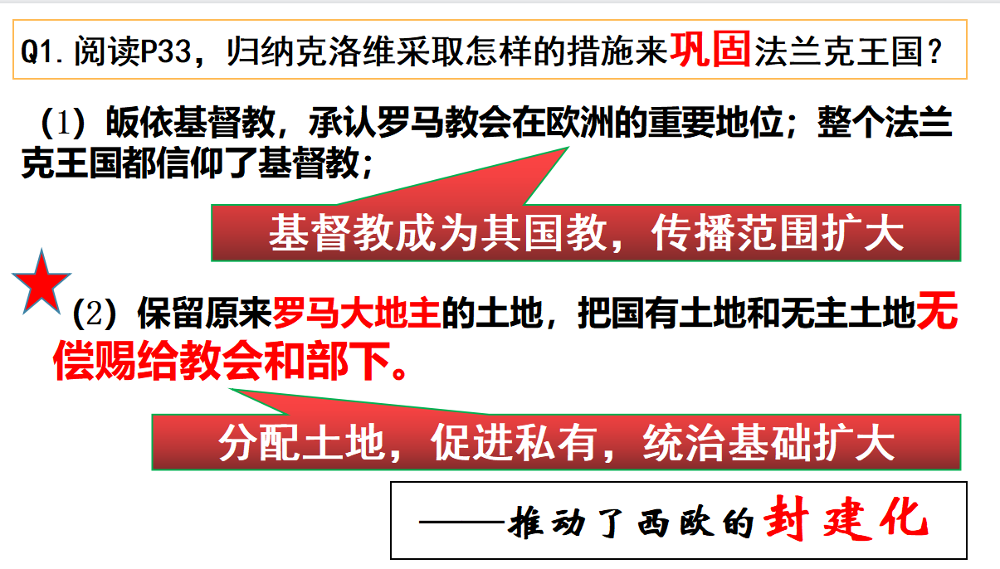 Q1.阅读P33，归纳克洛维采取怎样的措施来巩固法兰克王国？
（1）皈依基督教，承认罗马教会在欧洲的重要地位；整个法兰
克王国都信仰了基督教；
基督教成为其国教，传播范围扩大
（2）保留原来罗马大地主的土地，把国有土地和无主土地无
偿赐给教会和部下。
分配土地，促进私有，统治基础扩大
——推动了西欧的封建化